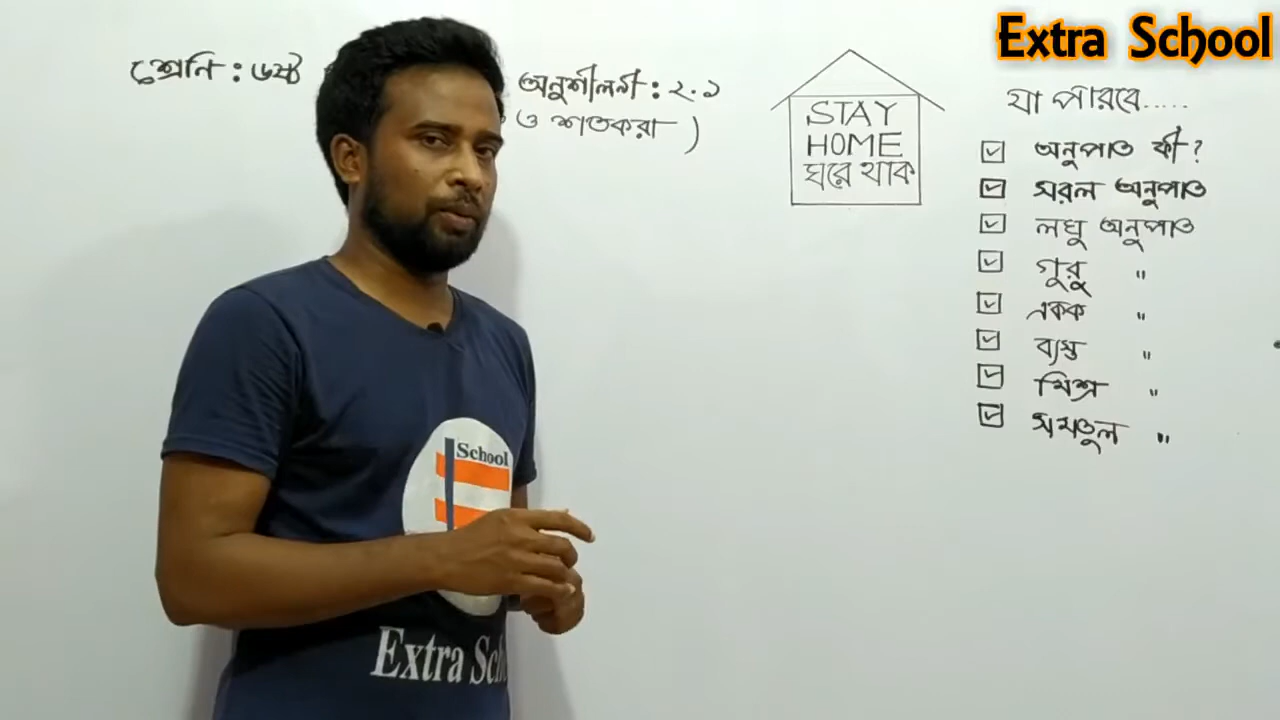 Extra School
শ্রেণি : ৬ষ্ঠ
অনুশীলনী : ২.১
ও শতকরা )
STAY
HOME
ঘরে থাক
যা পারবে.....
অনুপাত কী ?
সরল অনুপাত
লঘু অনুপাত
গুরু "
একক "
ব্যস্ত "
মিশ্র "
সমতুল "
School
Extra Sch